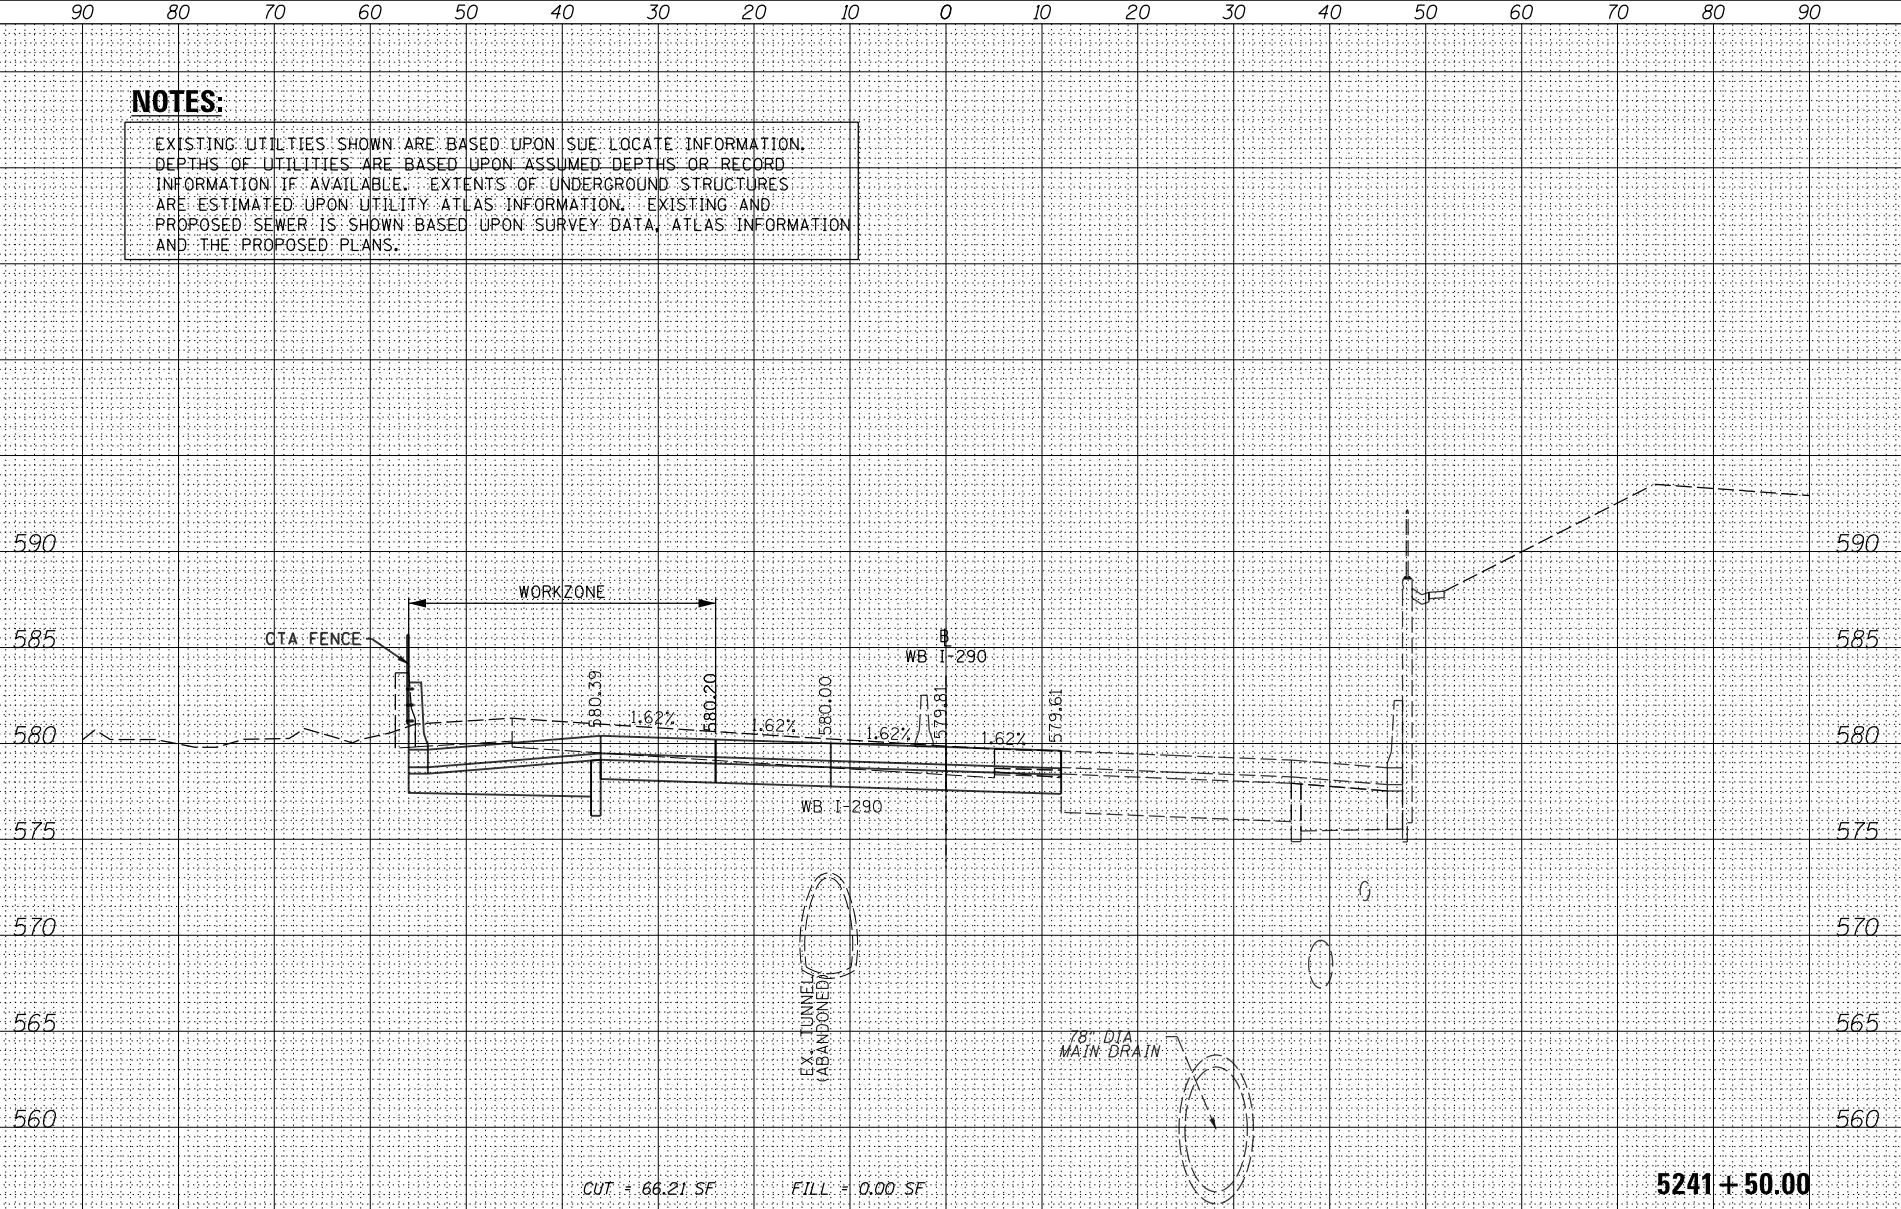 90 80 70 60 50 40 30 20 10 0 10 20 30 40 50 60 70 80 90
NOTES:
EXISTING UTILTIES SHOWN ARE BASED UPON SUE LOCATE INFORMATION.
DEPTHS OF UTILITIES ARE BASED UPON ASSUMED DEPTHS OR RECORD
INFORMATION IF AVAILABLE. EXTENTS OF UNDERGROUND STRUCTURES
ARE ESTIMATED UPON UTILITY ATLAS INFORMATION. EXISTING AND
PROPOSED SEWER IS SHOWN BASED UPON SURVEY DATA, ATLAS INFORMATION
AND THE PROPOSED PLANS.
590 590
WORKZONE
585 CTA FENCE BL 585
WB I-290
580.39 580.20 580.00 579.81 579.61
1.62% 1.62% 1.62% 1.62%
580 580
WB I-290
575 575
570 570
EX. TUNNEL
(ABANDONED)
565 565
78" DIA
MAIN DRAIN
560 560
CUT = 66.21 SF FILL = 0.00 SF
5241+50.00